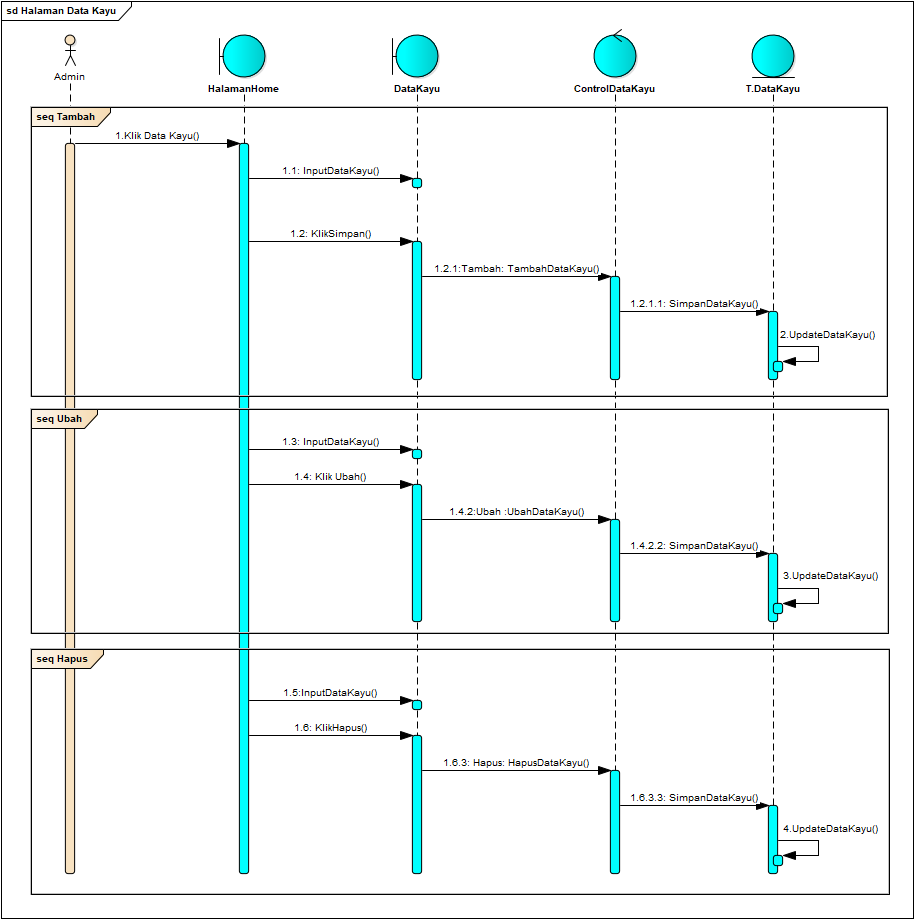 sd Halaman Data Kayu
Admin
HalamanHome
DataKayu
ControlDataKayu
T.DataKayu
seq Tambah
1.Klik Data Kayu()
1.1: InputDataKayu()
1.2: KlikSimpan()
1.2.1:Tambah: TambahDataKayu()
1.2.1.1: SimpanDataKayu()
2.UpdateDataKayu()
seq Ubah
1.3: InputDataKayu()
1.4: Klik Ubah()
1.4.2:Ubah :UbahDataKayu()
1.4.2.2: SimpanDataKayu()
3.UpdateDataKayu()
seq Hapus
1.5:InputDataKayu()
1.6: KlikHapus()
1.6.3: Hapus: HapusDataKayu()
1.6.3.3: SimpanDataKayu()
4.UpdateDataKayu()